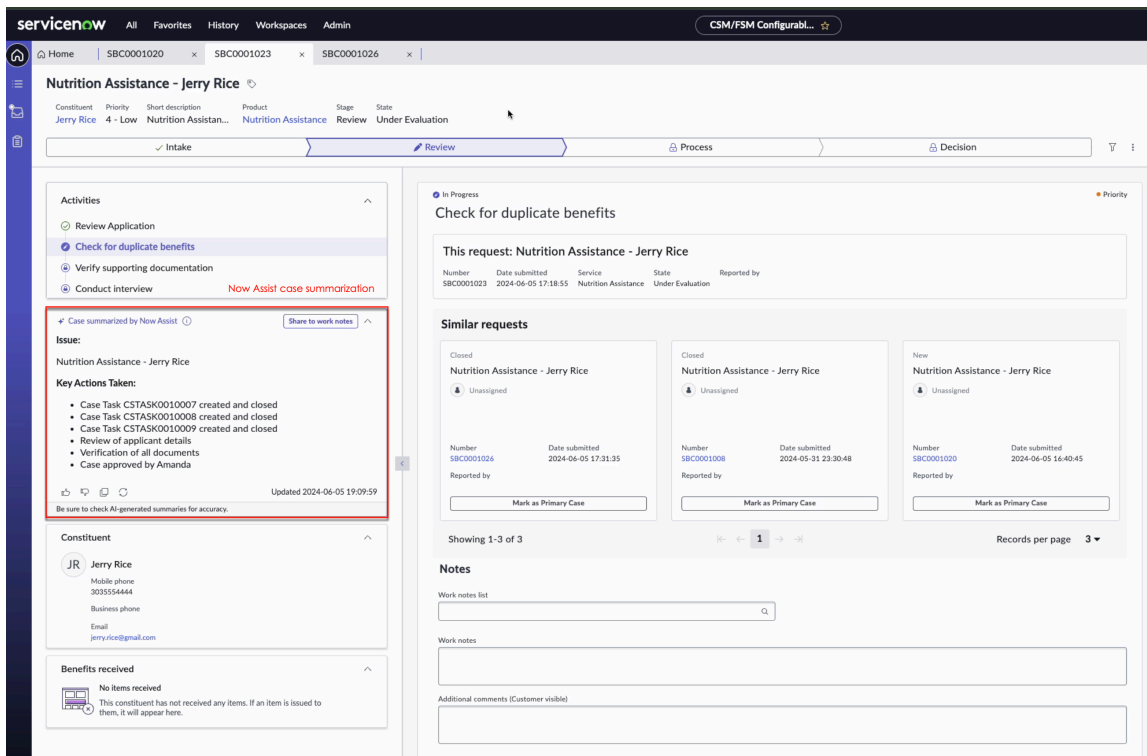 servicenow All Favorites History Workspaces Admin CSM/FSM Configurabl...
Home SBC0001020 × SBC0001023 × SBC0001026 ×
Nutrition Assistance - Jerry Rice
Constituent Priority Short description Product Stage State
Jerry Rice 4 - Low Nutrition Assistan... Nutrition Assistance Review Under Evaluation
Intake Review Process Decision
Activities
Review Application
Check for duplicate benefits
Verify supporting documentation
Conduct interview
Now Assist case summarization
Case summarized by Now Assist Share to work notes
Issue:
Nutrition Assistance - Jerry Rice
Key Actions Taken:
• Case Task CSTASK0010007 created and closed
• Case Task CSTASK0010008 created and closed
• Case Task CSTASK0010009 created and closed
• Review of applicant details
• Verification of all documents
• Case approved by Amanda
Updated 2024-06-05 19:09:59
Be sure to check AI-generated summaries for accuracy.
Constituent
JR Jerry Rice
Mobile phone
3035554444
Business phone
Email
jerry.rice@gmail.com
Benefits received
No items received
This constituent has not received any items. If an item is issued to
them, it will appear here.
In Progress Priority
Check for duplicate benefits
This request: Nutrition Assistance - Jerry Rice
Number Date submitted Service State Reported by
SBC0001023 2024-06-05 17:18:55 Nutrition Assistance Under Evaluation
Similar requests
Closed
Nutrition Assistance - Jerry Rice
Unassigned
Number Date submitted
SBC0001026 2024-06-05 17:31:35
Reported by
Mark as Primary Case
Closed
Nutrition Assistance - Jerry Rice
Unassigned
Number Date submitted
SBC0001008 2024-05-31 23:30:48
Reported by
Mark as Primary Case
New
Nutrition Assistance - Jerry Rice
Unassigned
Number Date submitted
SBC0001020 2024-06-05 16:40:45
Reported by
Mark as Primary Case
Showing 1-3 of 3 1 Records per page 3
Notes
Work notes list
Work notes
Additional comments (Customer visible)